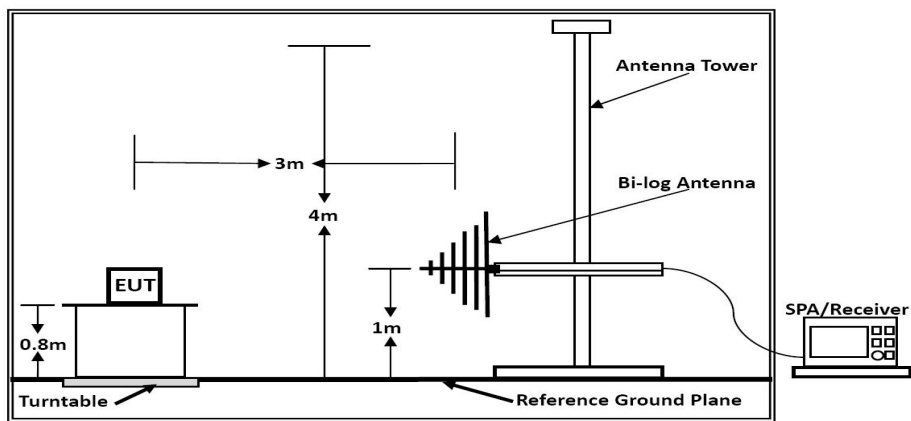 Antenna Tower
3m
Bi-log Antenna
4m
EUT
SPA/Receiver
1m
0.8m
Turntable
Reference Ground Plane